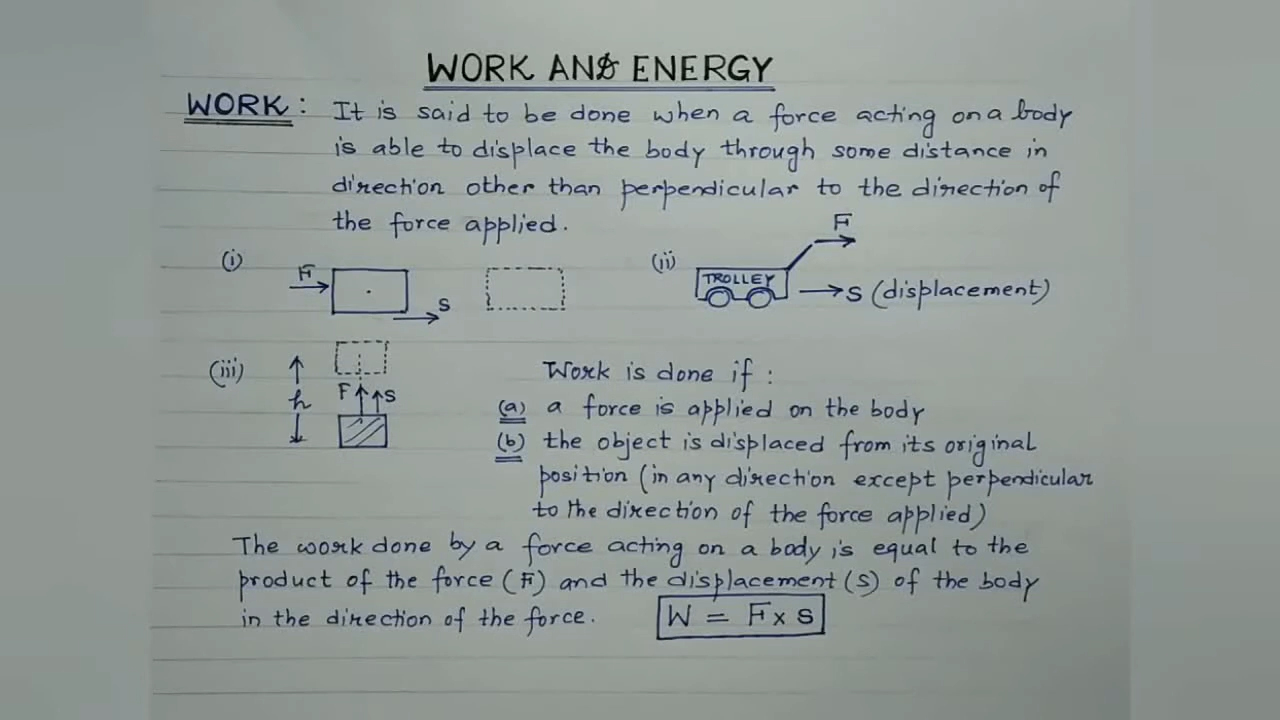 WORK AND ENERGY
WORK : It is said to be done when a force acting on a body
is able to displace the body through some distance in
direction other than perpendicular to the direction of
the force applied.
(i) F S
(ii) TROLLEY F
S (displacement)
(iii) h F S
Work is done if :
(a) a force is applied on the body
(b) the object is displaced from its original
position (in any direction except perpendicular
to the direction of the force applied)
The work done by a force acting on a body is equal to the
product of the force (F) and the displacement (S) of the body
in the direction of the force. W = F x s